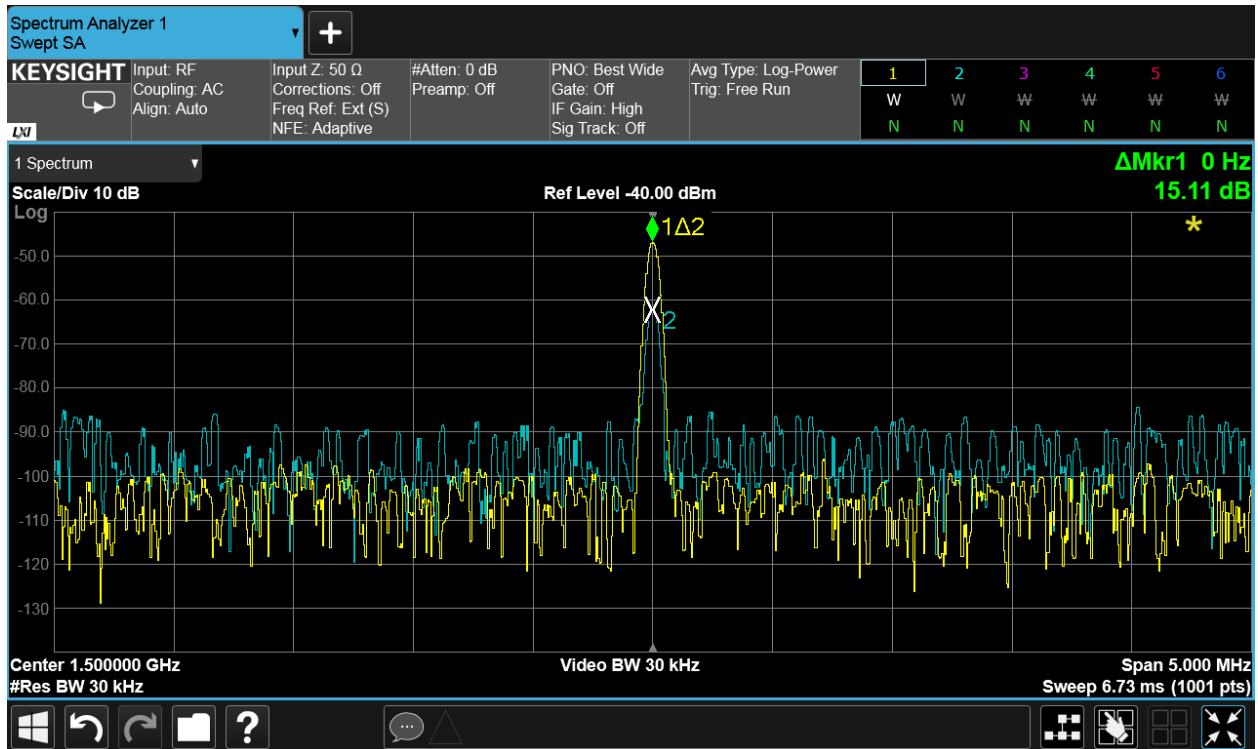 Spectrum Analyzer 1
Swept SA
+
KEYSIGHT
LXI
Input: RF
Coupling: AC
Align: Auto
Input Z: 50 Ω
Corrections: Off
Freq Ref: Ext (S)
NFE: Adaptive
#Atten: 0 dB
Preamp: Off
PNO: Best Wide
Gate: Off
IF Gain: High
Sig Track: Off
Avg Type: Log-Power
Trig: Free Run
1 2 3 4 5 6
W W W W W W
N N N N N N
1 Spectrum
ΔMkr1 0 Hz
15.11 dB
Scale/Div 10 dB
Ref Level -40.00 dBm
Log
1Δ2
*
-50.0
-60.0
2
-70.0
-80.0
-90.0
-100
-110
-120
-130
Center 1.500000 GHz
Video BW 30 kHz
Span 5.000 MHz
#Res BW 30 kHz
Sweep 6.73 ms (1001 pts)
?